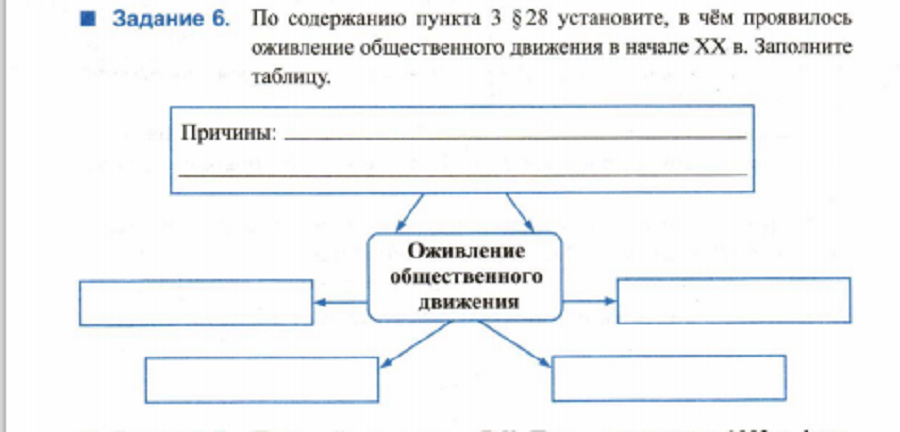 Задание 6. По содержанию пункта 3 § 28 установите, в чём проявилось
оживление общественного движения в начале XX в. Заполните
таблицу.
Причины:
Оживление
общественного
движения